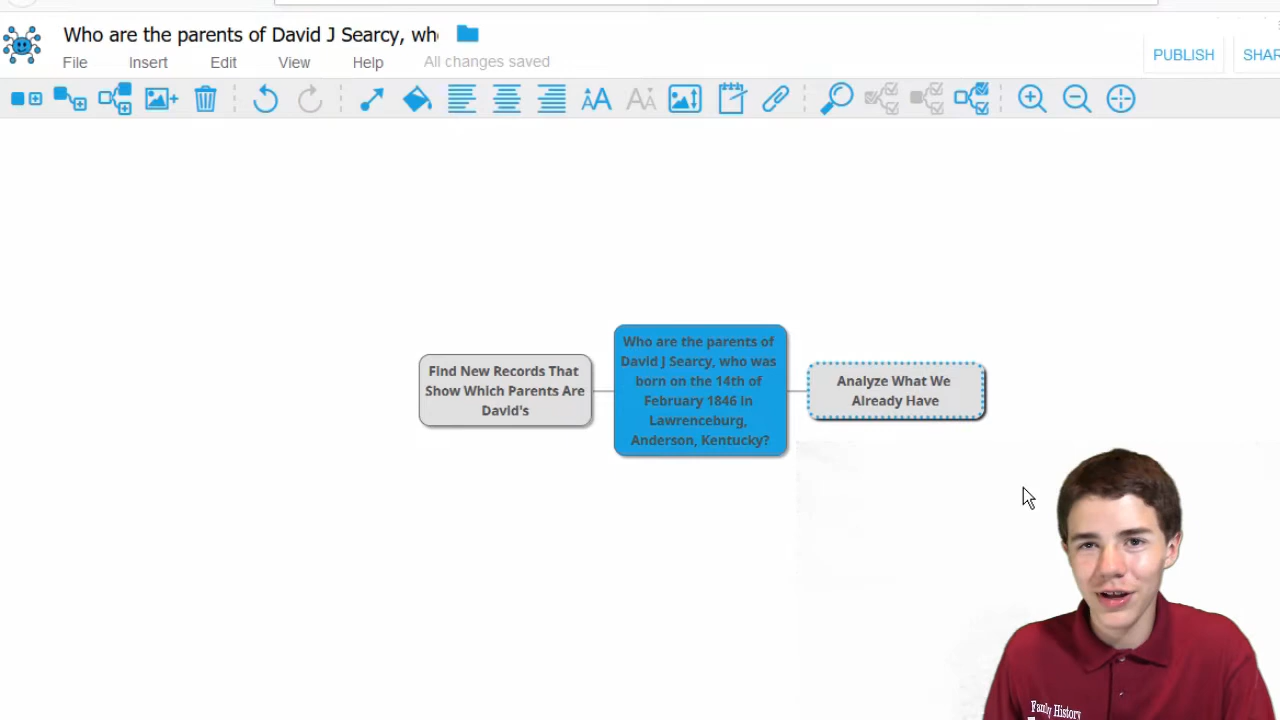 Who are the parents of David J Searcy, who
File Insert Edit View Help All changes saved
PUBLISH
SHAR
Find New Records That
Show Which Parents Are
David's
Who are the parents of
David J Searcy, who was
born on the 14th of
February 1846 in
Lawrenceburg,
Anderson, Kentucky?
Analyze What We
Already Have
Family History